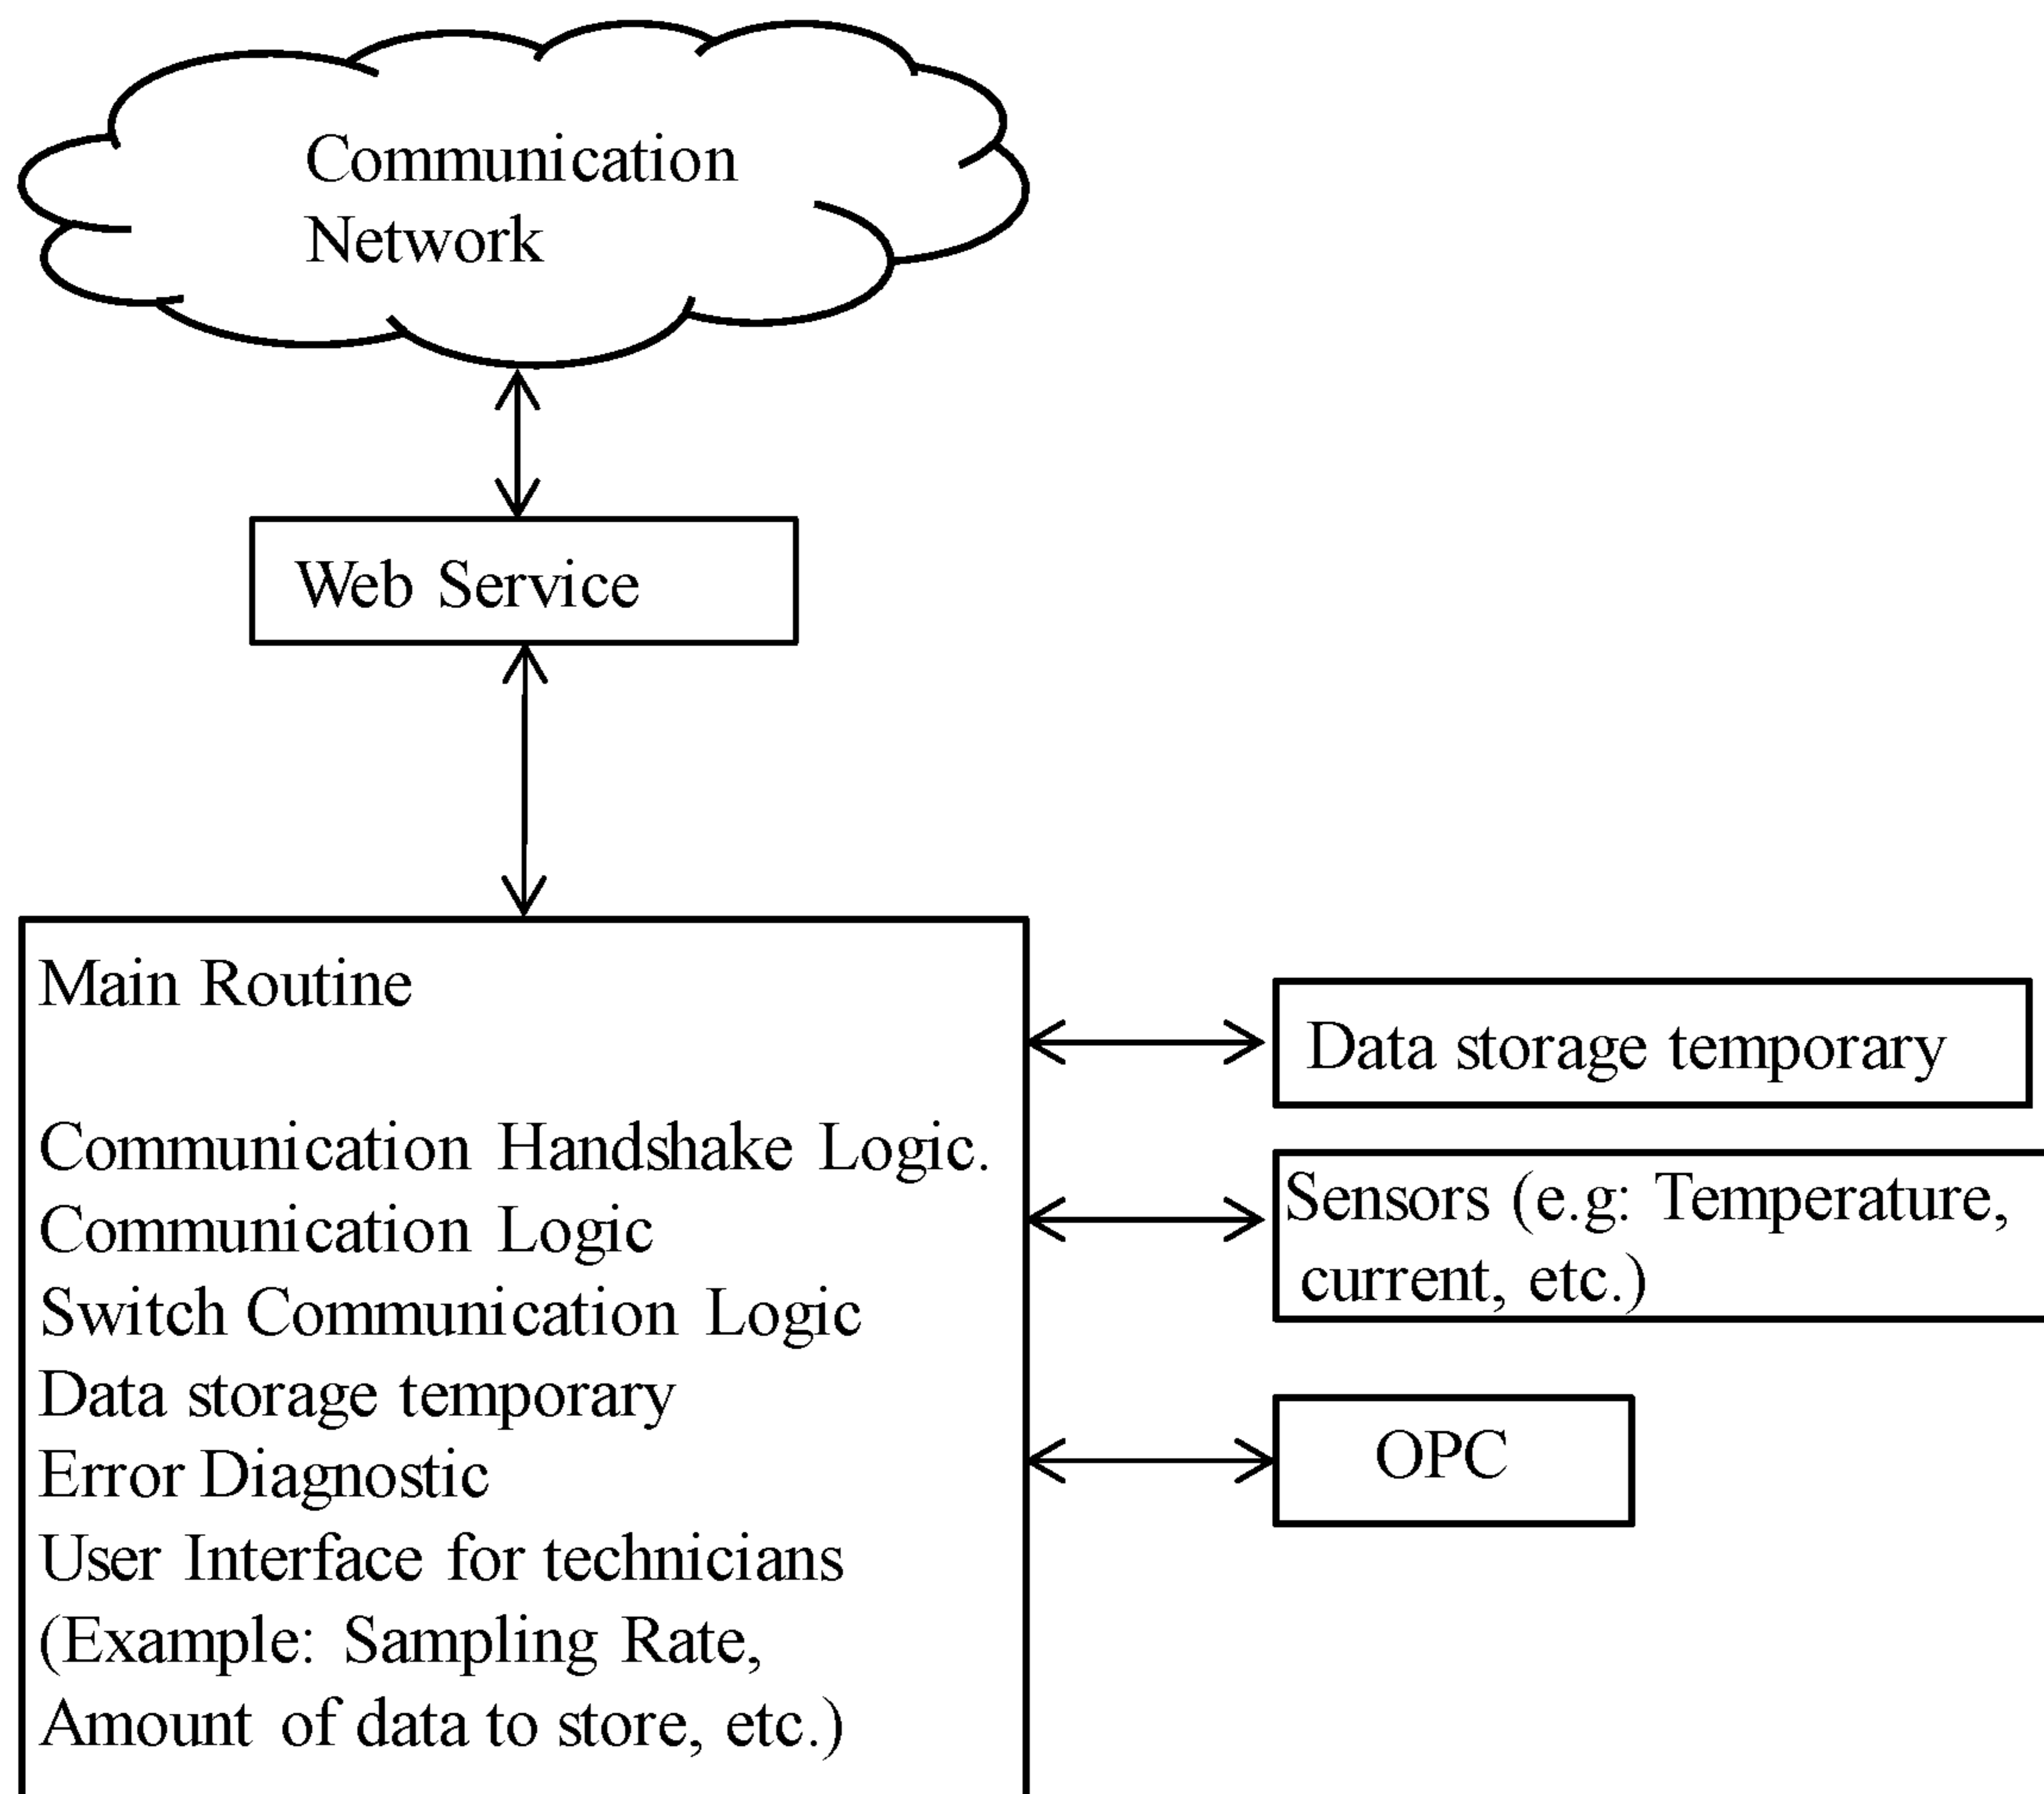 Communication
Network
Web Service
Main Routine
Communication Handshake Logic.
Communication Logic
Switch Communication Logic
Data storage temporary
Error Diagnostic
User Interface for technicians
(Example: Sampling Rate,
Amount of data to store, etc.)
Data storage temporary
Sensors (e.g: Temperature,
current, etc.)
OPC